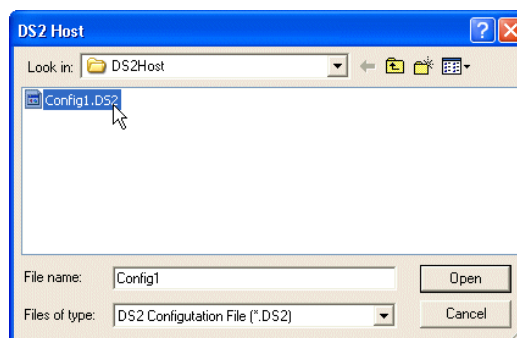 DS2 Host
Look in: DS2Host
Config1.DS2
File name: Config1 Open
Files of type: DS2 Configutation File (*.DS2) Cancel